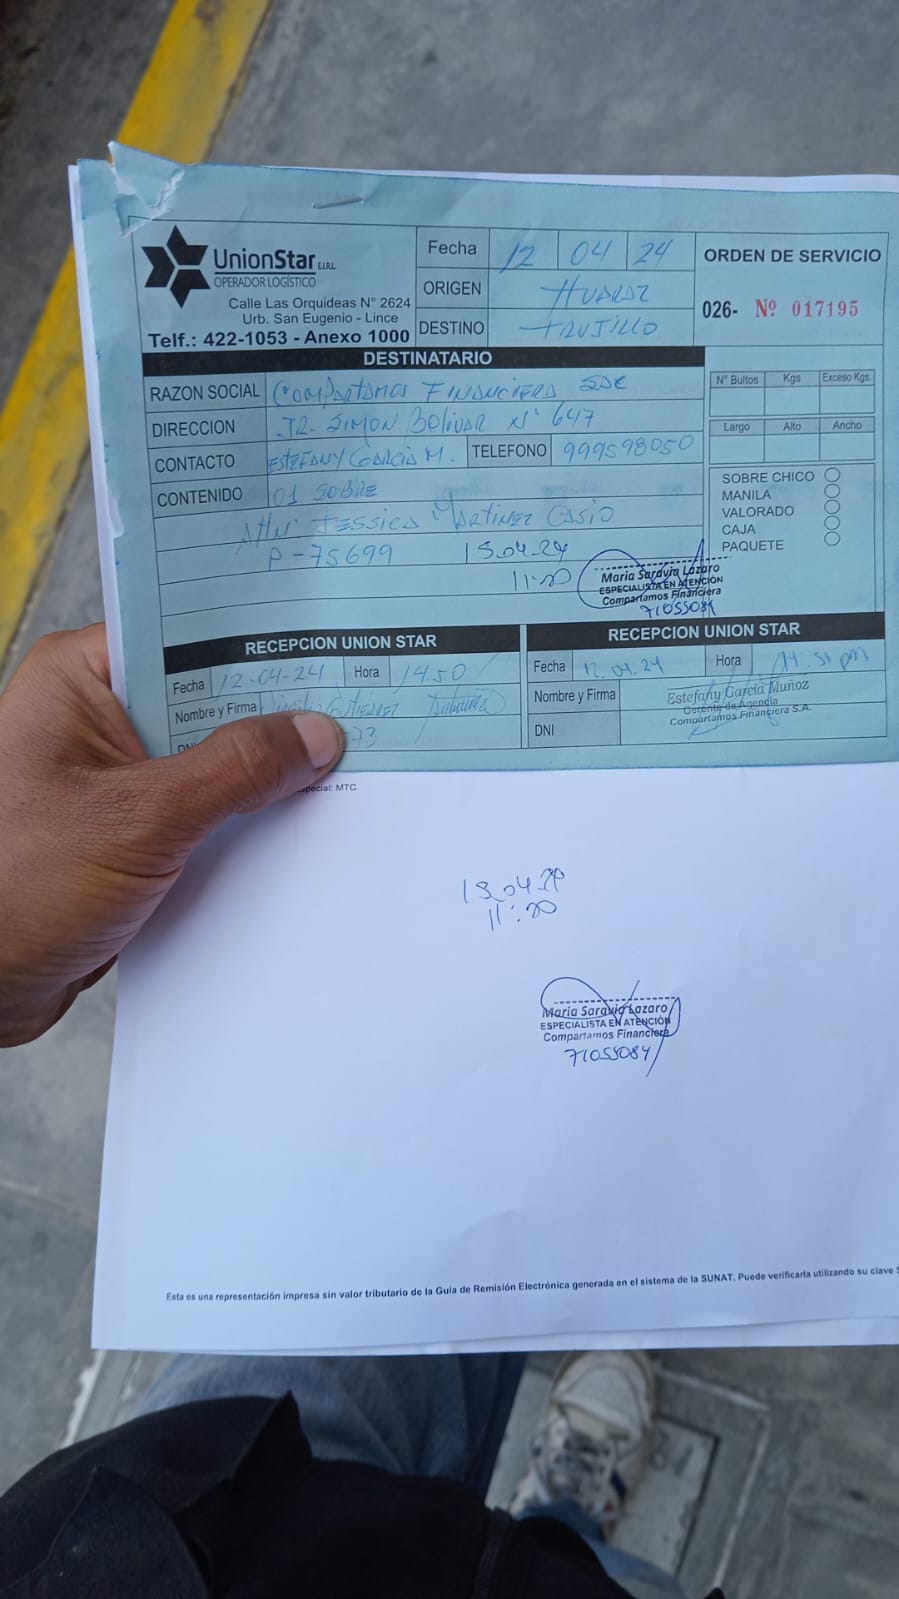 UnionStar E.I.R.L
OPERADOR LOGÍSTICO
Calle Las Orquideas N° 2624
Urb. San Eugenio - Lince
Telf.: 422-1053 - Anexo 1000
Fecha 12 04 24
ORIGEN HUARAZ
DESTINO TRUJILLO
ORDEN DE SERVICIO
026- Nº 017195
DESTINATARIO
RAZON SOCIAL COMPARTAMOS FINANCIERA
DIRECCION JR. SIMON BOLIVAR N° 647
CONTACTO ESTEFANY GARCIA M. TELEFONO 999598050
CONTENIDO 01 SOBRE
ATTN: JESSICA MARTINEZ
P-75699 15.04.24
11:20
Maria Saravia Lazaro
ESPECIALISTA EN ATENCIÓN
Compartamos Financiera
71055084
N° Bultos Kgs Exceso Kgs.
Largo Alto Ancho
SOBRE CHICO
MANILA
VALORADO
CAJA
PAQUETE
RECEPCION UNION STAR
Fecha 12-04-24 Hora 14:50
Nombre y Firma GUTIERREZ
73
RECEPCION UNION STAR
Fecha 12.04.24 Hora pm
Nombre y Firma Estefany García Muñoz
Gerente de Agencia
Compartamos Financiera S.A.
DNI
especial: MTC
15.04.24
11:20
Maria Saravia Lazaro
ESPECIALISTA EN ATENCIÓN
Compartamos Financiera
71055084
Esta es una representación impresa sin valor tributario de la Guía de Remisión Electrónica generada en el sistema de la SUNAT. Puede verificarla utilizando su clave S